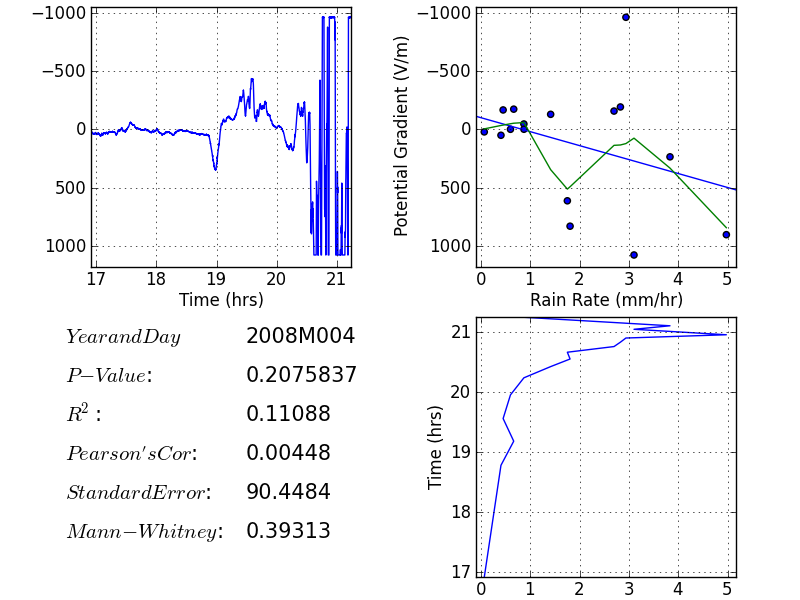 −1000
−500
0
500
1000
17 18 19 20 21
Time (hrs)
−1000
−500
0
500
1000
Potential Gradient (V/m)
0 1 2 3 4 5
Rain Rate (mm/hr)
YearandDay 2008M004
P−Value: 0.2075837
R²: 0.11088
Pearson'sCor: 0.00448
StandardError: 90.4484
Mann−Whitney: 0.39313
21
20
19
18
17
Time (hrs)
0 1 2 3 4 5